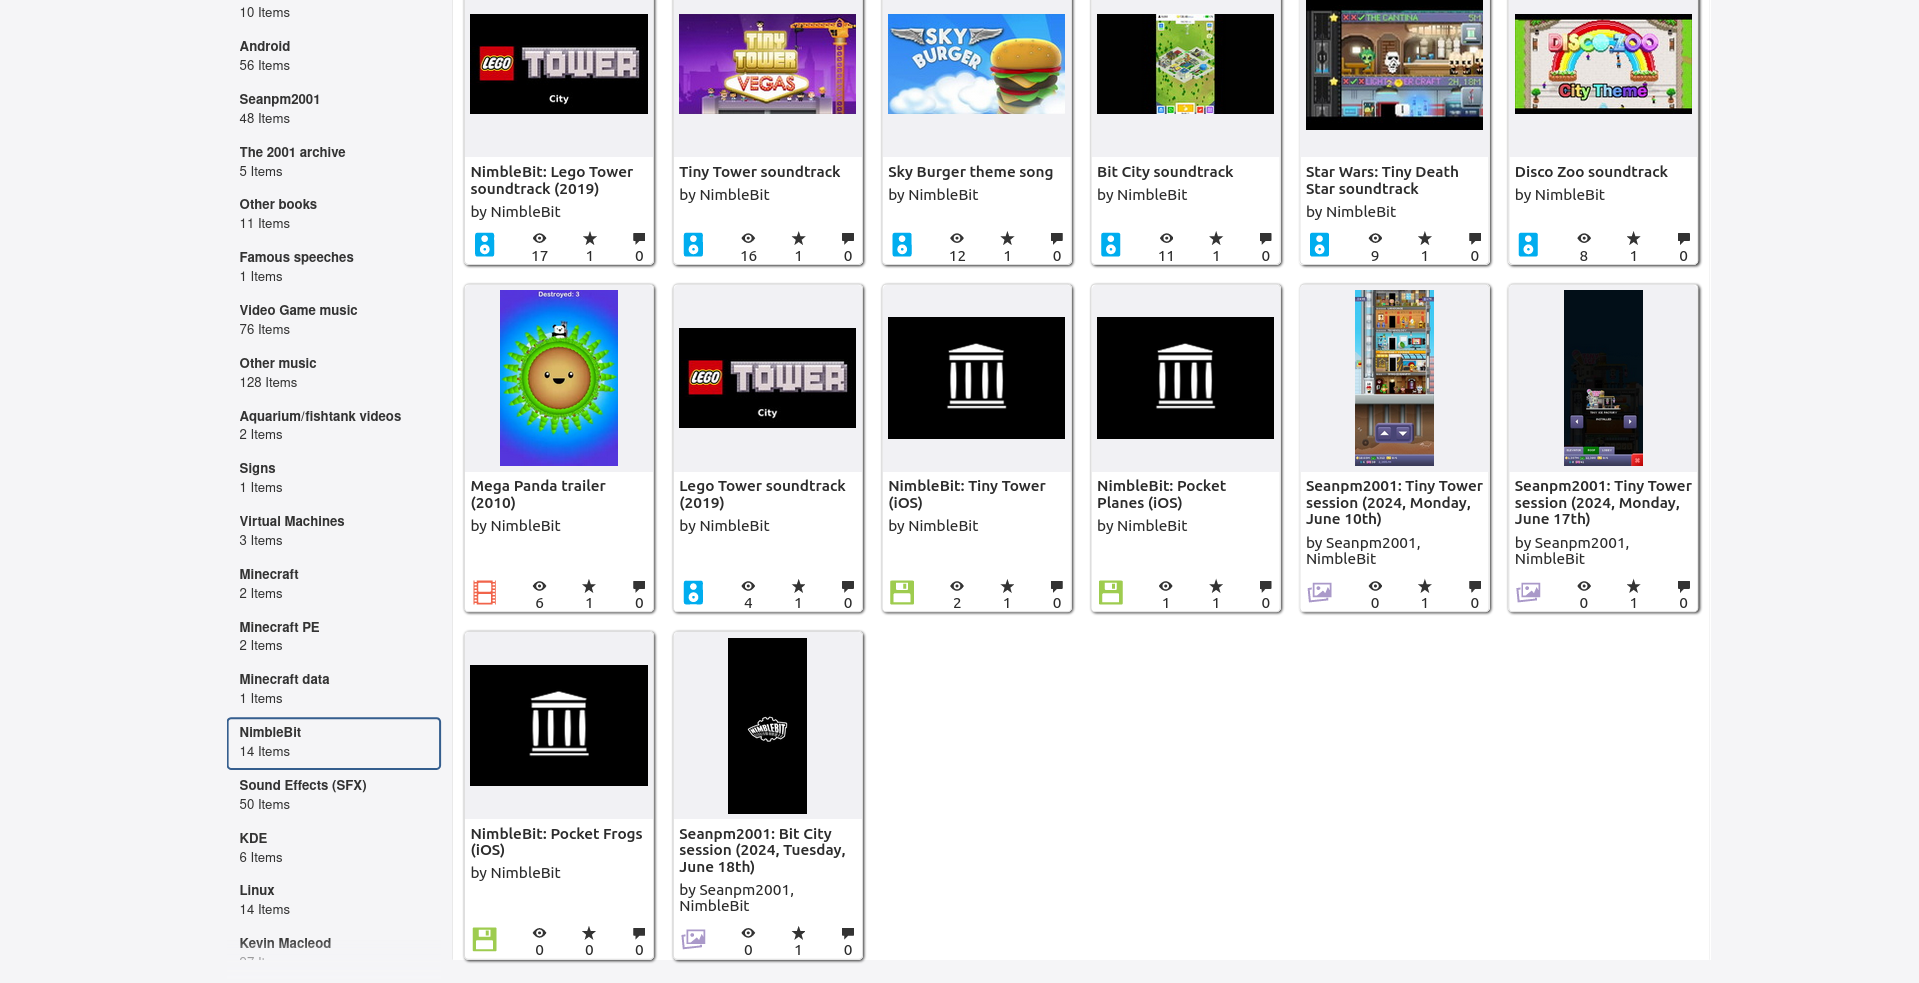 10 Items
Android
56 Items
Seanpm2001
48 Items
The 2001 archive
5 Items
Other books
11 Items
Famous speeches
1 Items
Video Game music
76 Items
Other music
128 Items
Aquarium/fishtank videos
2 Items
Signs
1 Items
Virtual Machines
3 Items
Minecraft
2 Items
Minecraft PE
2 Items
Minecraft data
1 Items
NimbleBit
14 Items
Sound Effects (SFX)
50 Items
KDE
6 Items
Linux
14 Items
Kevin Macleod
LEGO TOWER
City
NimbleBit: Lego Tower
soundtrack (2019)
by NimbleBit
17 1 0
TINY
TOWER
VEGAS
Tiny Tower soundtrack
by NimbleBit
16 1 0
SKY
BURGER
Sky Burger theme song
by NimbleBit
12 1 0
Bit City soundtrack
by NimbleBit
11 1 0
THE CANTINA
5M
2H 18M
Star Wars: Tiny Death
Star soundtrack
by NimbleBit
9 1 0
DISCO ZOO
City Theme
Disco Zoo soundtrack
by NimbleBit
8 1 0
Destroyed: 3
Mega Panda trailer
(2010)
by NimbleBit
6 1 0
LEGO TOWER
City
Lego Tower soundtrack
(2019)
by NimbleBit
4 1 0
NimbleBit: Tiny Tower
(iOS)
by NimbleBit
2 1 0
NimbleBit: Pocket
Planes (iOS)
by NimbleBit
1 1 0
Seanpm2001: Tiny Tower
session (2024, Monday,
June 10th)
by Seanpm2001,
NimbleBit
0 1 0
Seanpm2001: Tiny Tower
session (2024, Monday,
June 17th)
by Seanpm2001,
NimbleBit
0 1 0
NimbleBit: Pocket Frogs
(iOS)
by NimbleBit
0 0 0
NIMBLEBIT
Seanpm2001: Bit City
session (2024, Tuesday,
June 18th)
by Seanpm2001,
NimbleBit
0 1 0